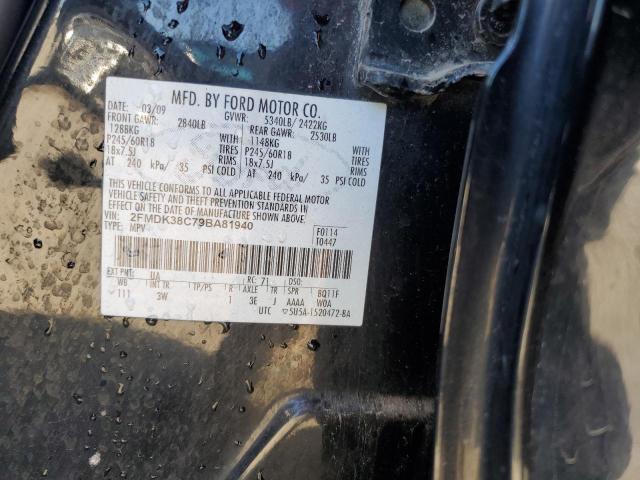 MFD. BY FORD MOTOR CO.
DATE: 03/09 GVWR: 5340LB/ 2422KG
FRONT GAWR: 2840LB REAR GAWR: 2530LB
1288KG WITH 1148KG WITH
P245/60R18 TIRES P245/60R18 TIRES
18x7.5J RIMS 18x7.5J RIMS
AT 240 kPa/ 35 PSI COLD AT 240 kPa/ 35 PSI COLD
THIS VEHICLE CONFORMS TO ALL APPLICABLE FEDERAL MOTOR
VEHICLE SAFETY AND THEFT PREVENTION STANDARDS IN
EFFECT ON THE DATE OF MANUFACTURE SHOWN ABOVE.
VIN: 2FMDK38C79BA81940 F0114
TYPE: MPV T0447
EXT PNT: UA RC: 71 DSO:
WB INT TR TP/PS R AXLE TR SPR BQ11F
111 3W 1 3E J AAAA WOA
UTC 5U5A-1520472-BA